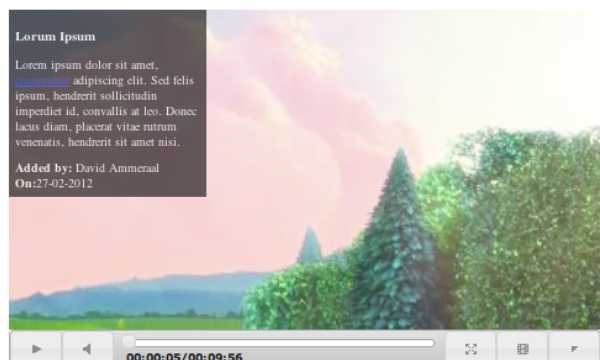 Lorum Ipsum
Lorem ipsum dolor sit amet,
consectetur adipiscing elit. Sed felis
ipsum, hendrerit sollicitudin
imperdiet id, convallis at leo. Donec
lacus diam, placerat vitae rutrum
venenatis, hendrerit sit amet nisi.
Added by: David Ammeraal
On:27-02-2012
00:00:05/00:09:56